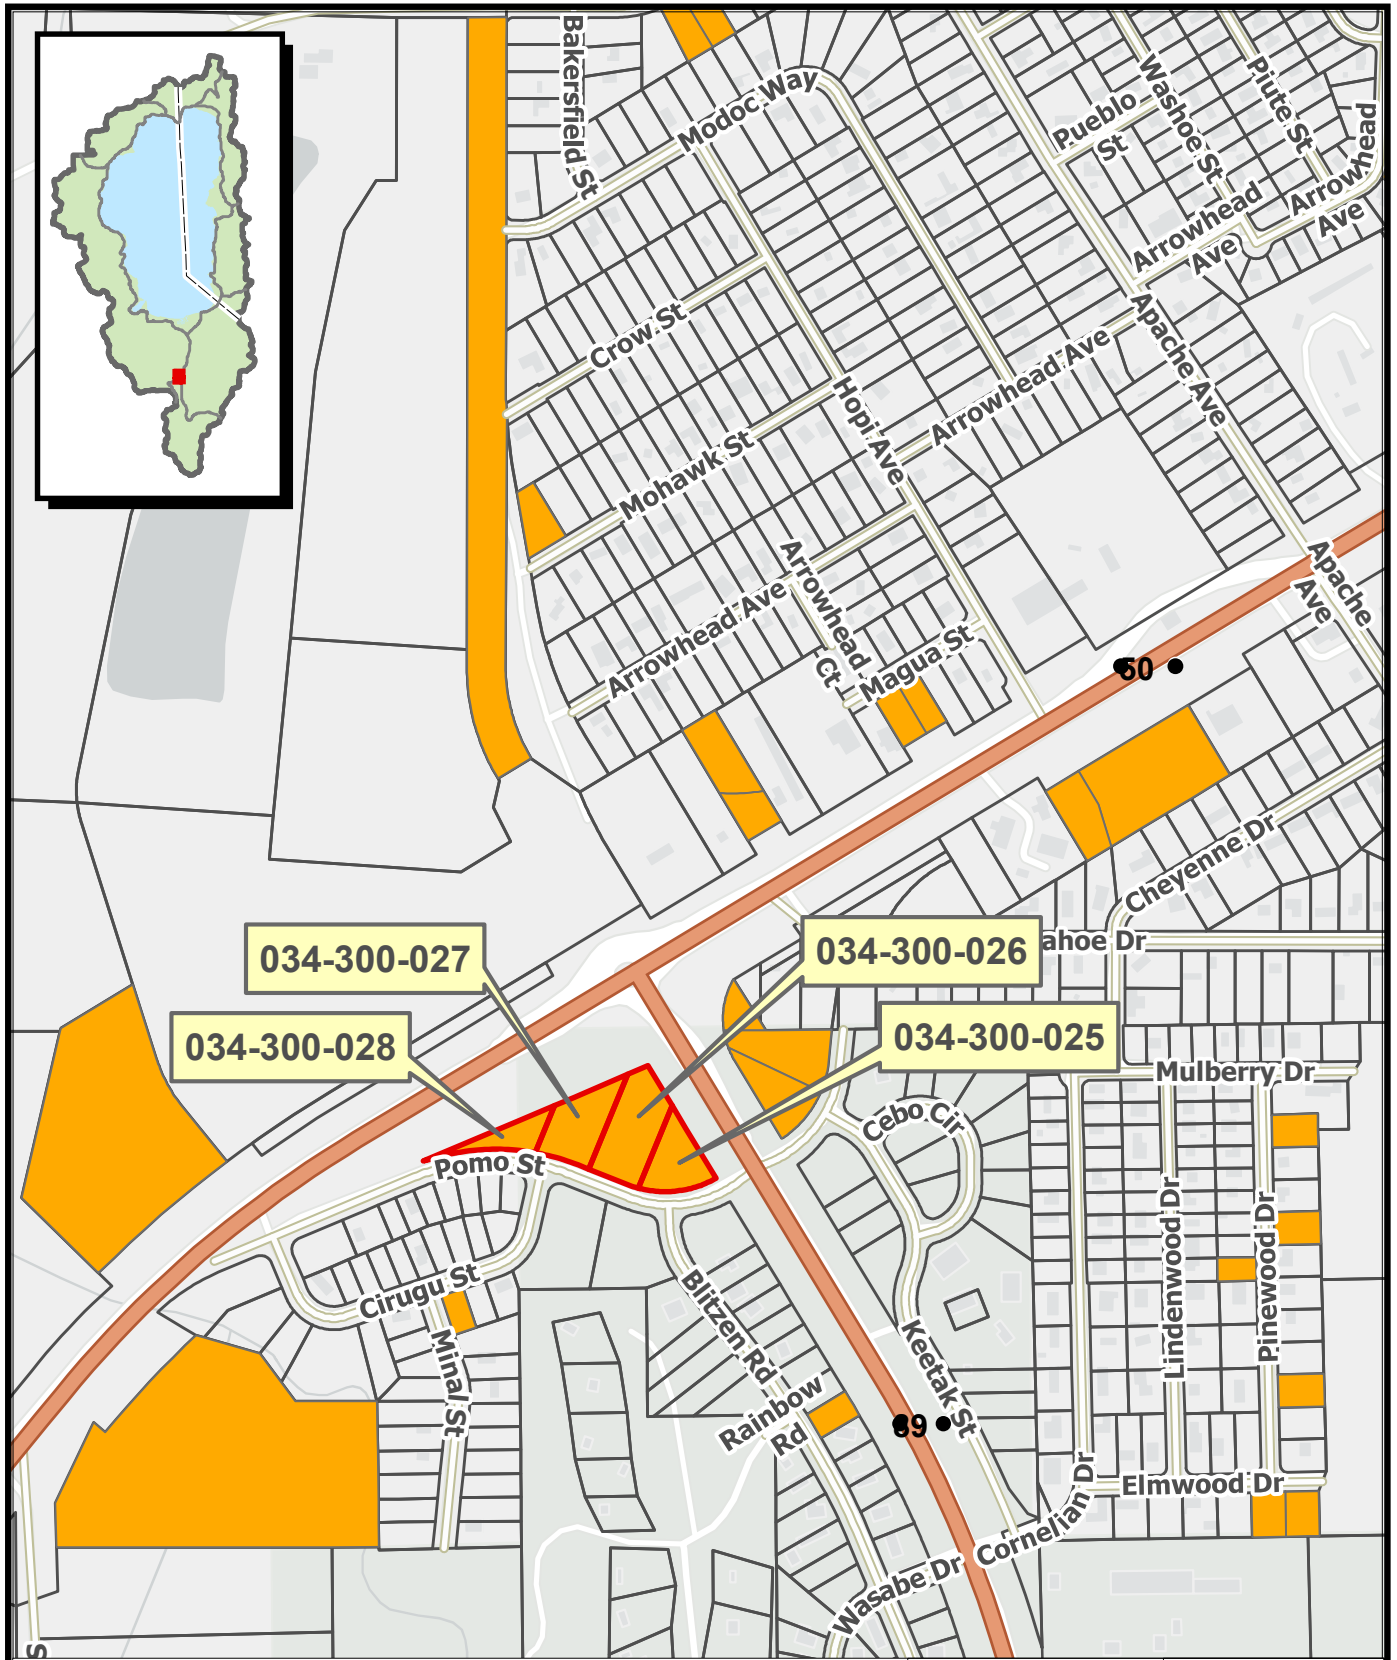 Bakersfield St
Modoc Way
Pueblo
St
Washoe St
Piute St
Arrowhead
Arrowhead
Ave
Arrowhead
Ave
Crow St
Apache Ave
Arrowhead Ave
Hopi Ave
Mohawk St
Arrowhead
Ct
Apache
Ave
Arrowhead Ave
Magua St
50
Cheyenne Dr
034-300-027
034-300-026
ahoe Dr
034-300-028
034-300-025
Mulberry Dr
Cebo Cir
Pomo St
Lindenwood Dr
Pinewood Dr
Cirugu St
Blitzen Rd
Minal St
Keetak St
Rainbow
Rd
89
Elmwood Dr
Cornelian Dr
Wasabe Dr
S